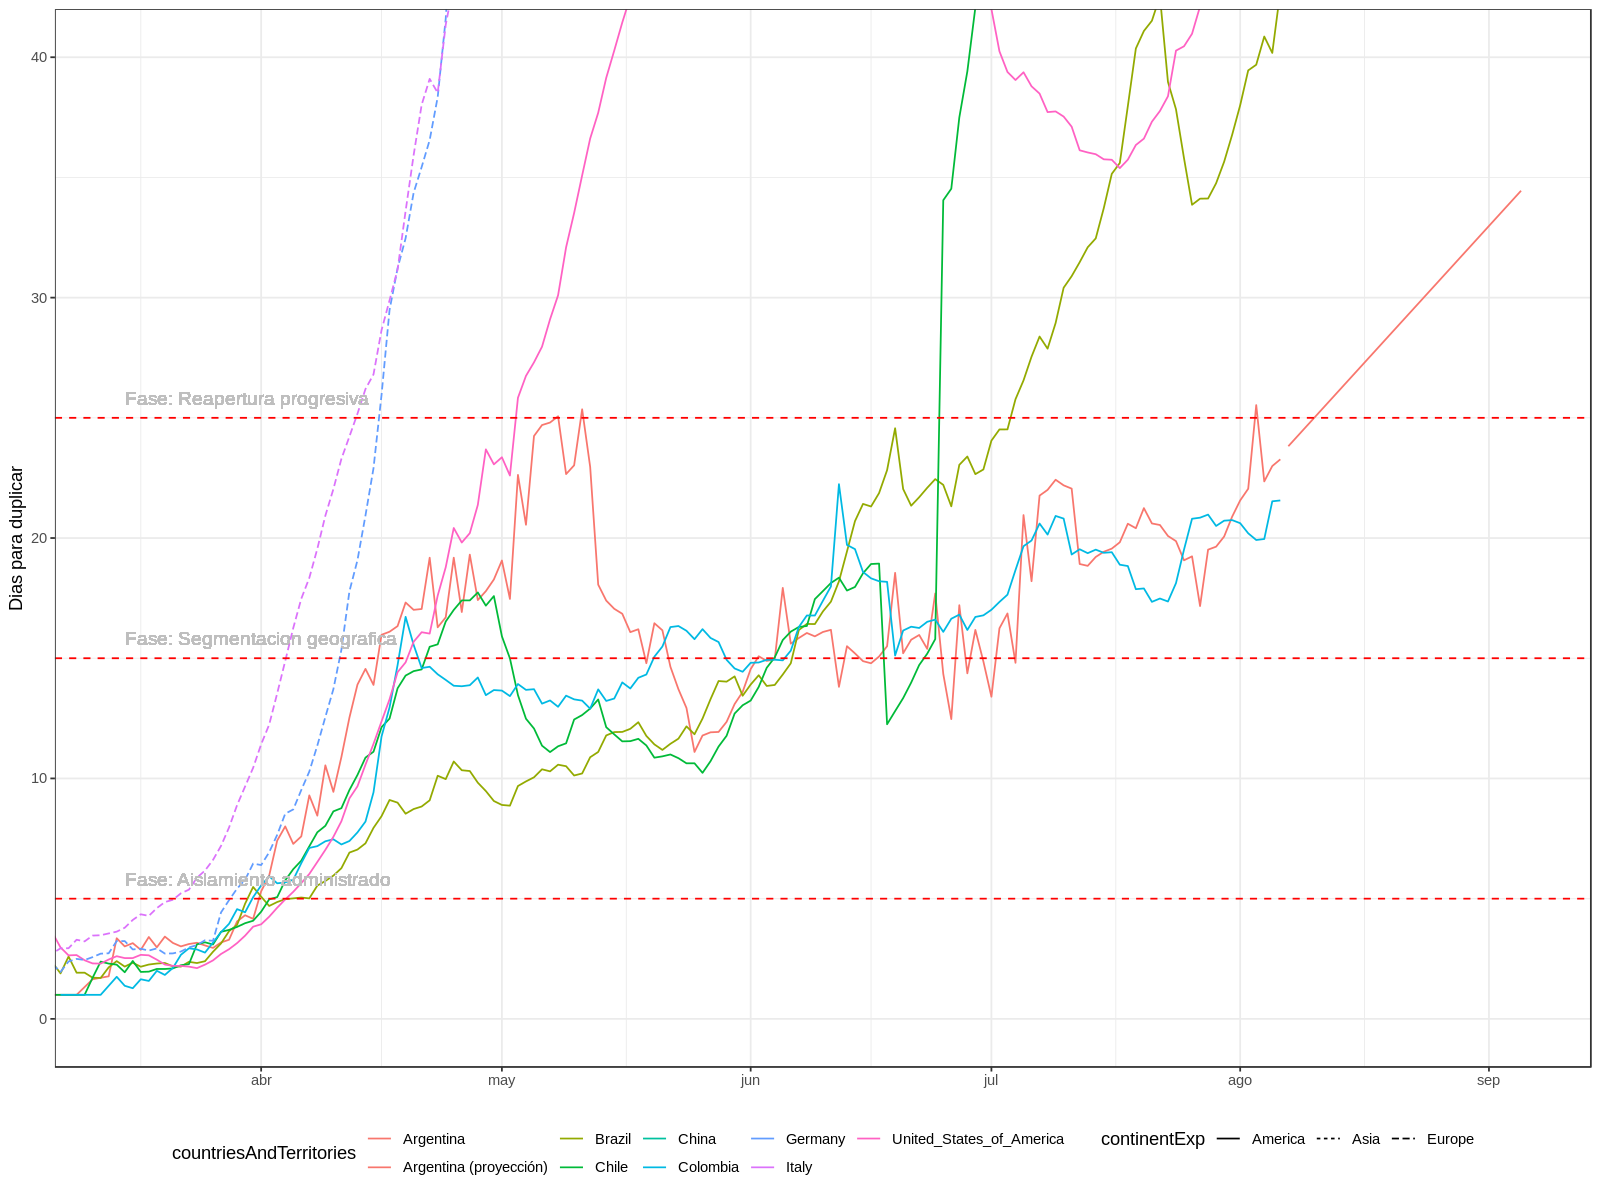 40
30
20
10
0
Dias para duplicar
Fase: Reapertura progresiva
Fase: Segmentacion geografica
Fase: Aislamiento administrado
abr may jun jul ago sep
countriesAndTerritories
Argentina Brazil China Germany United_States_of_America
Argentina (proyección) Chile Colombia Italy
continentExp America Asia Europe